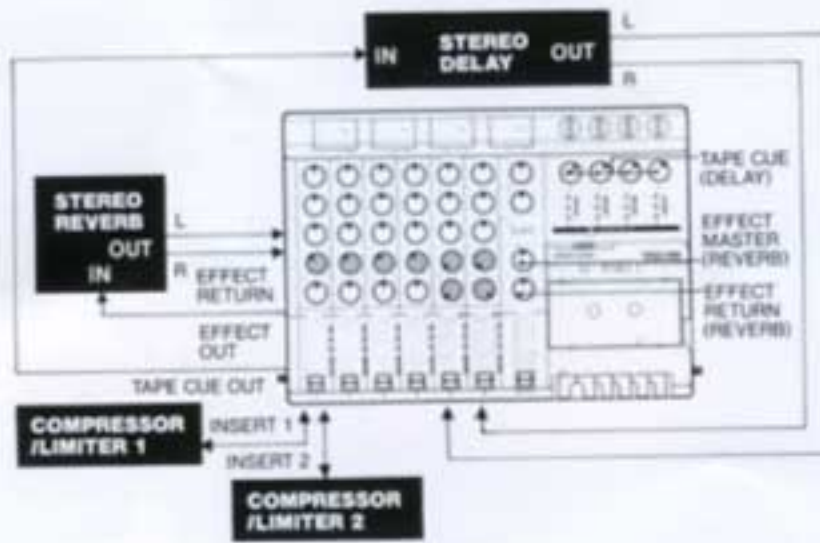 L
IN
STEREO
DELAY
OUT
R
TAPE CUE
(DELAY)
STEREO
REVERB
OUT
IN
L
R
EFFECT
MASTER
(REVERB)
EFFECT
RETURN
EFFECT
RETURN
(REVERB)
EFFECT
OUT
TAPE CUE OUT
COMPRESSOR
/LIMITER 1
INSERT 1
INSERT 2
COMPRESSOR
/LIMITER 2